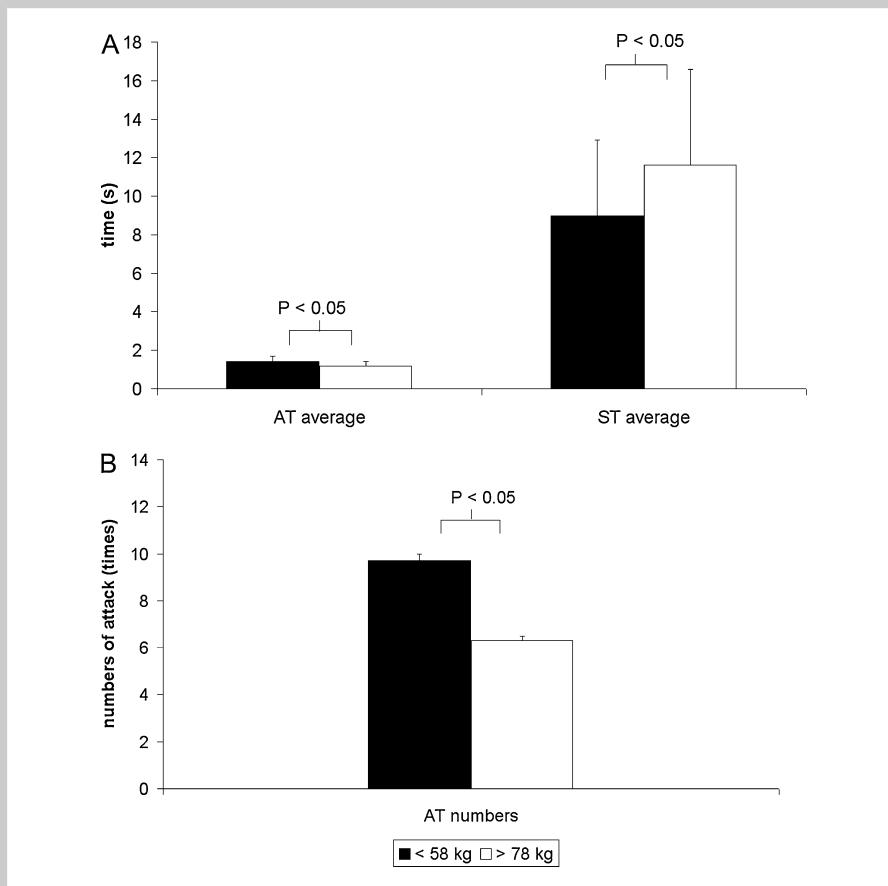 A
18
16
14
12
10
8
6
4
2
0
time (s)
P < 0.05
P < 0.05
AT average
ST average
B
14
12
10
8
6
4
2
0
numbers of attack (times)
P < 0.05
AT numbers
< 58 kg > 78 kg